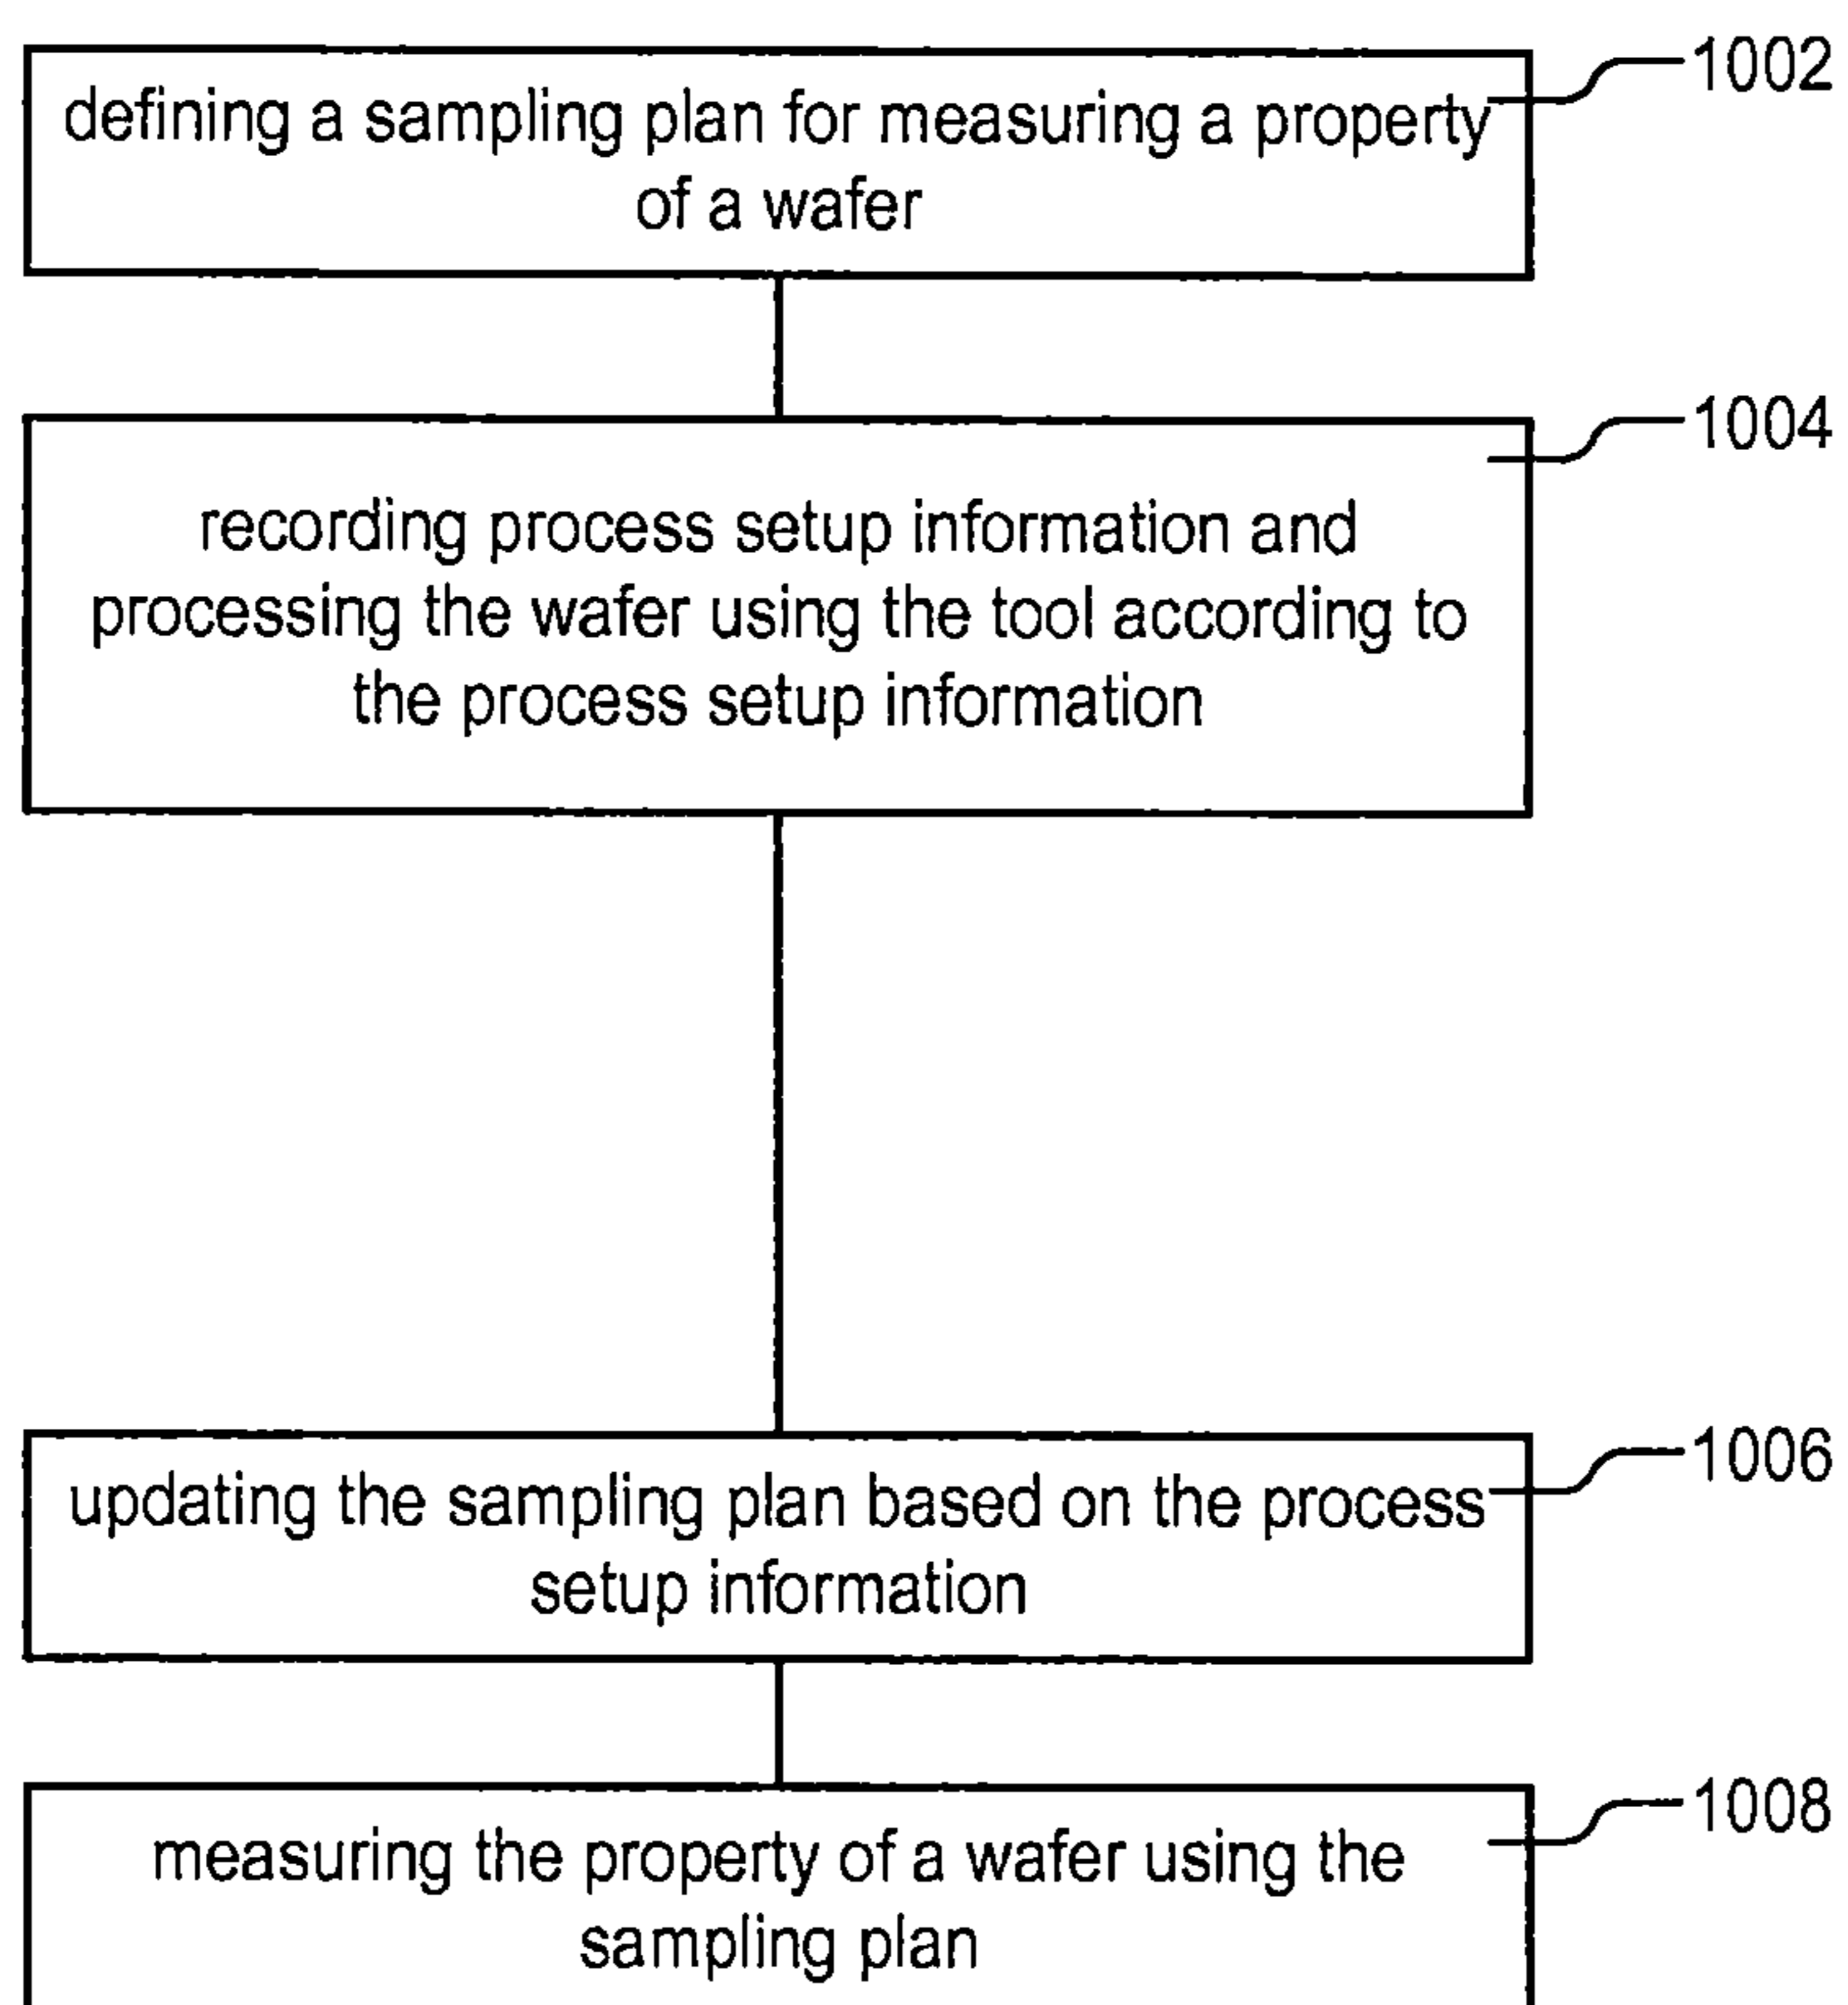 1002
defining a sampling plan for measuring a property
of a wafer
1004
recording process setup information and
processing the wafer using the tool according to
the process setup information
1006
updating the sampling plan based on the process
setup information
1008
measuring the property of a wafer using the
sampling plan